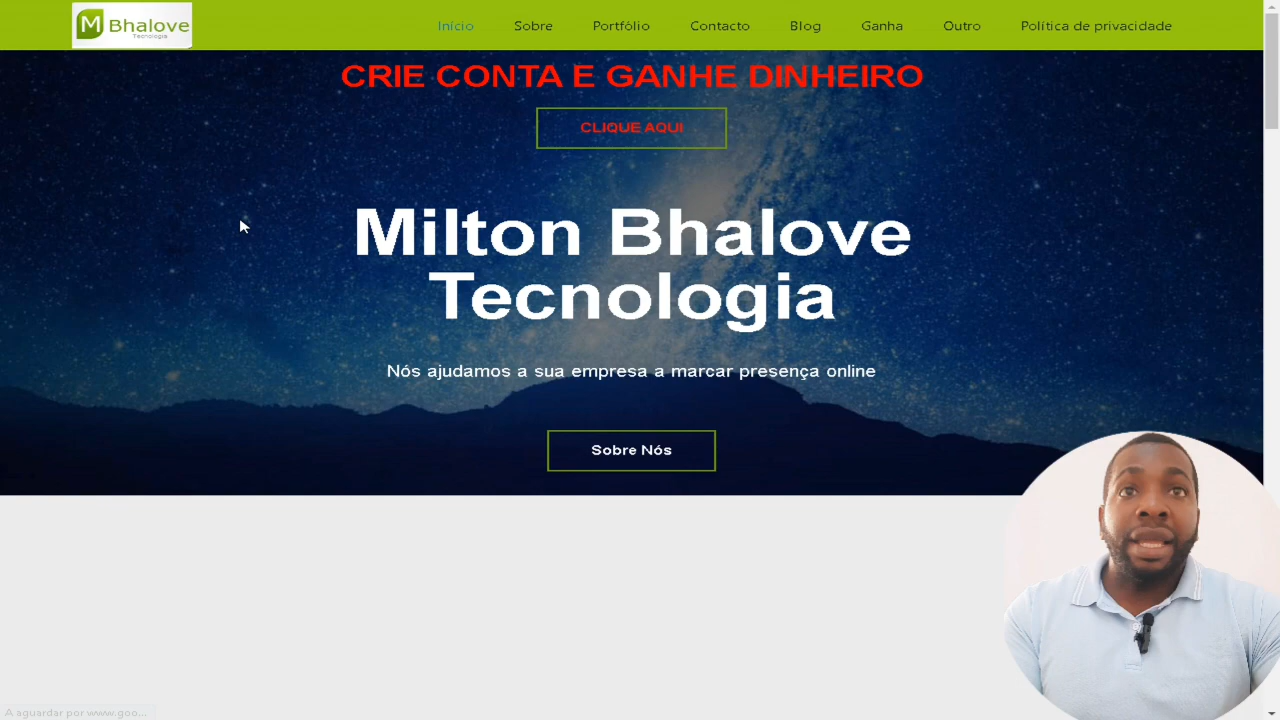 M Bhalove
Tecnologia
Início Sobre Portfólio Contacto Blog Ganha Outro Política de privacidade
CRIE CONTA E GANHE DINHEIRO
CLIQUE AQUI
Milton Bhalove
Tecnologia
Nós ajudamos a sua empresa a marcar presença online
Sobre Nós
A aguardar por www.goo...